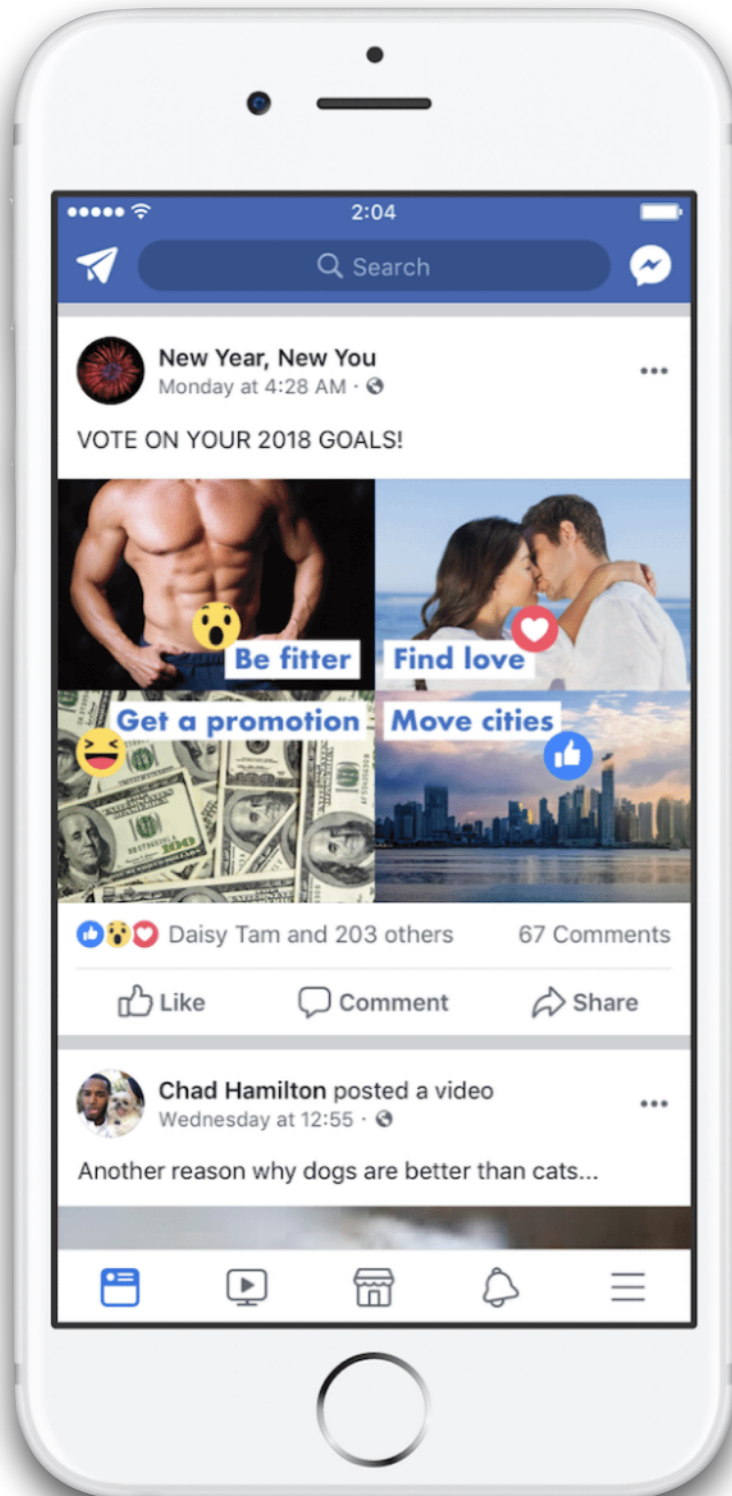 2:04
Search
New Year, New You
Monday at 4:28 AM ·
VOTE ON YOUR 2018 GOALS!
Be fitter
Find love
Get a promotion
Move cities
Daisy Tam and 203 others
67 Comments
Like
Comment
Share
Chad Hamilton posted a video
Wednesday at 12:55 ·
Another reason why dogs are better than cats...